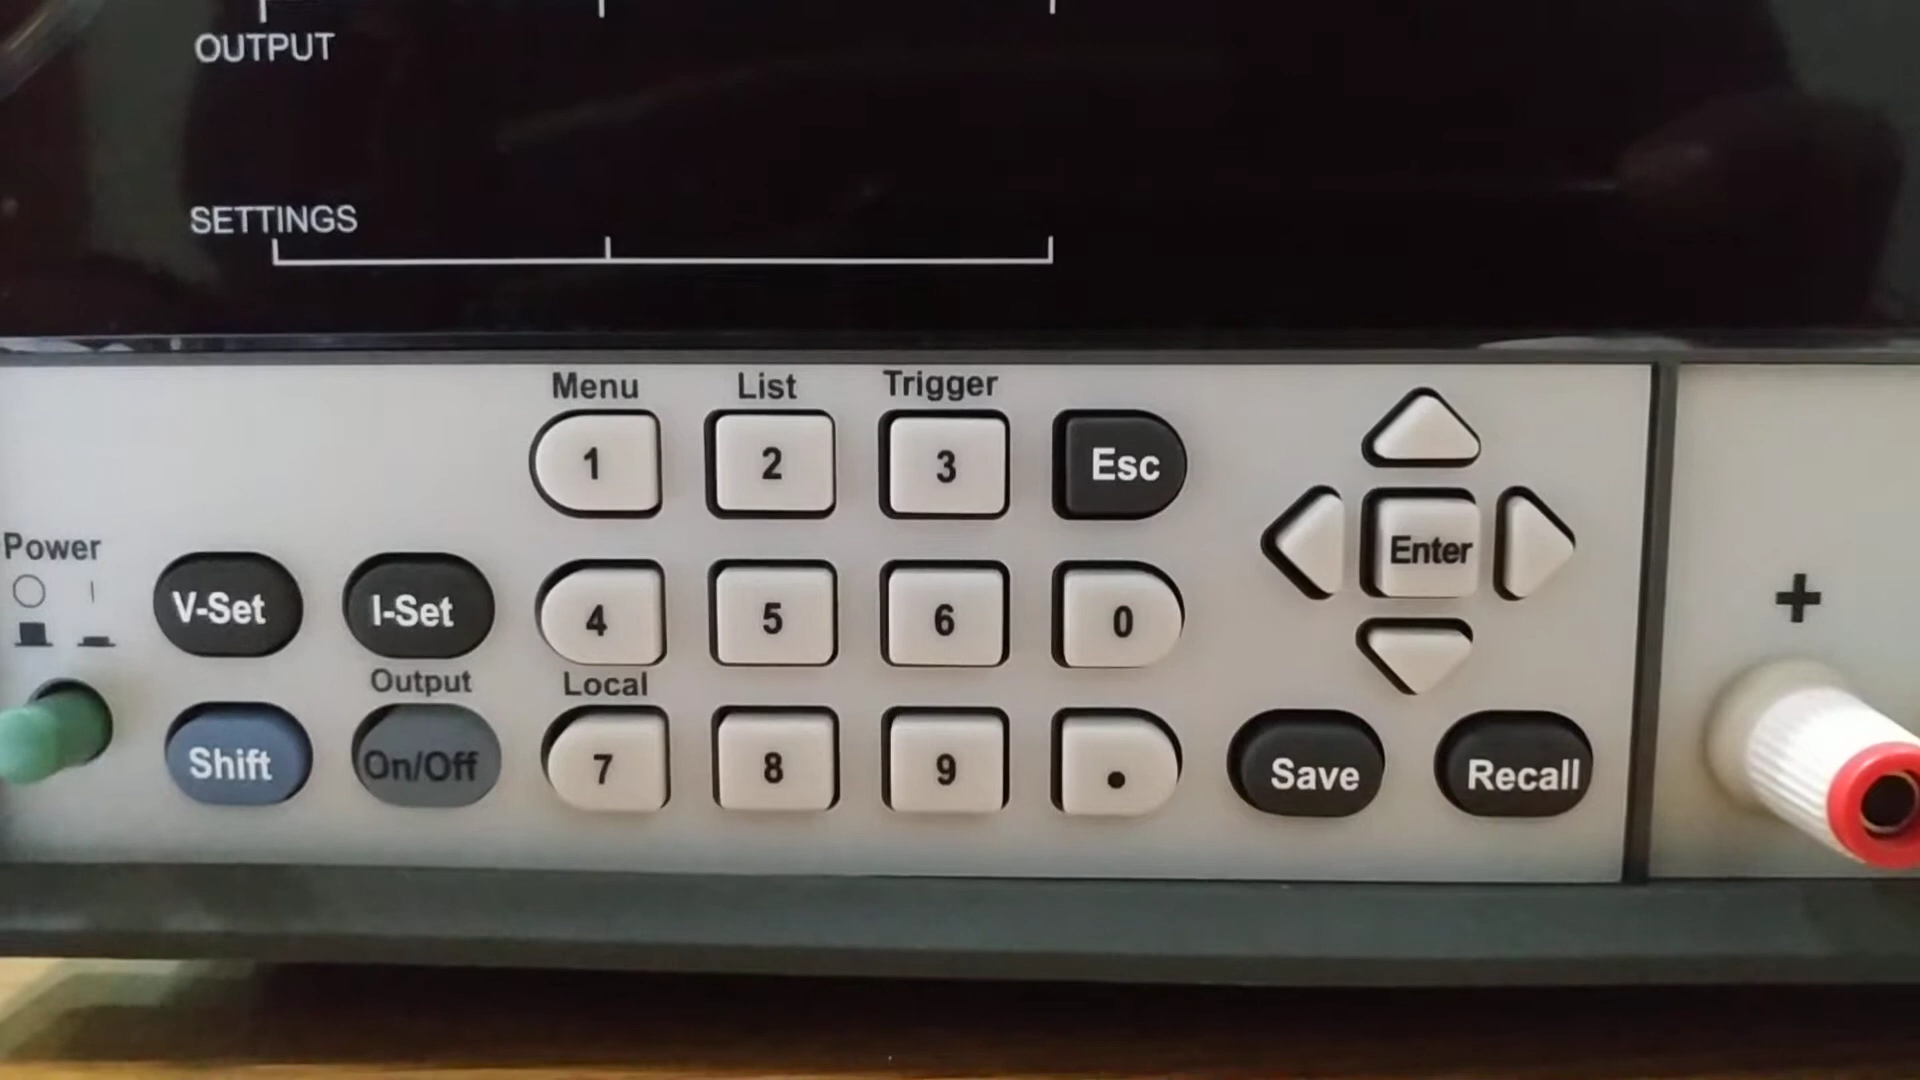 OUTPUT
SETTINGS
Menu List Trigger
1 2 3 Esc
Power
V-Set I-Set 4 5 6 0 Enter
+
Output Local
Shift On/Off 7 8 9 . Save Recall